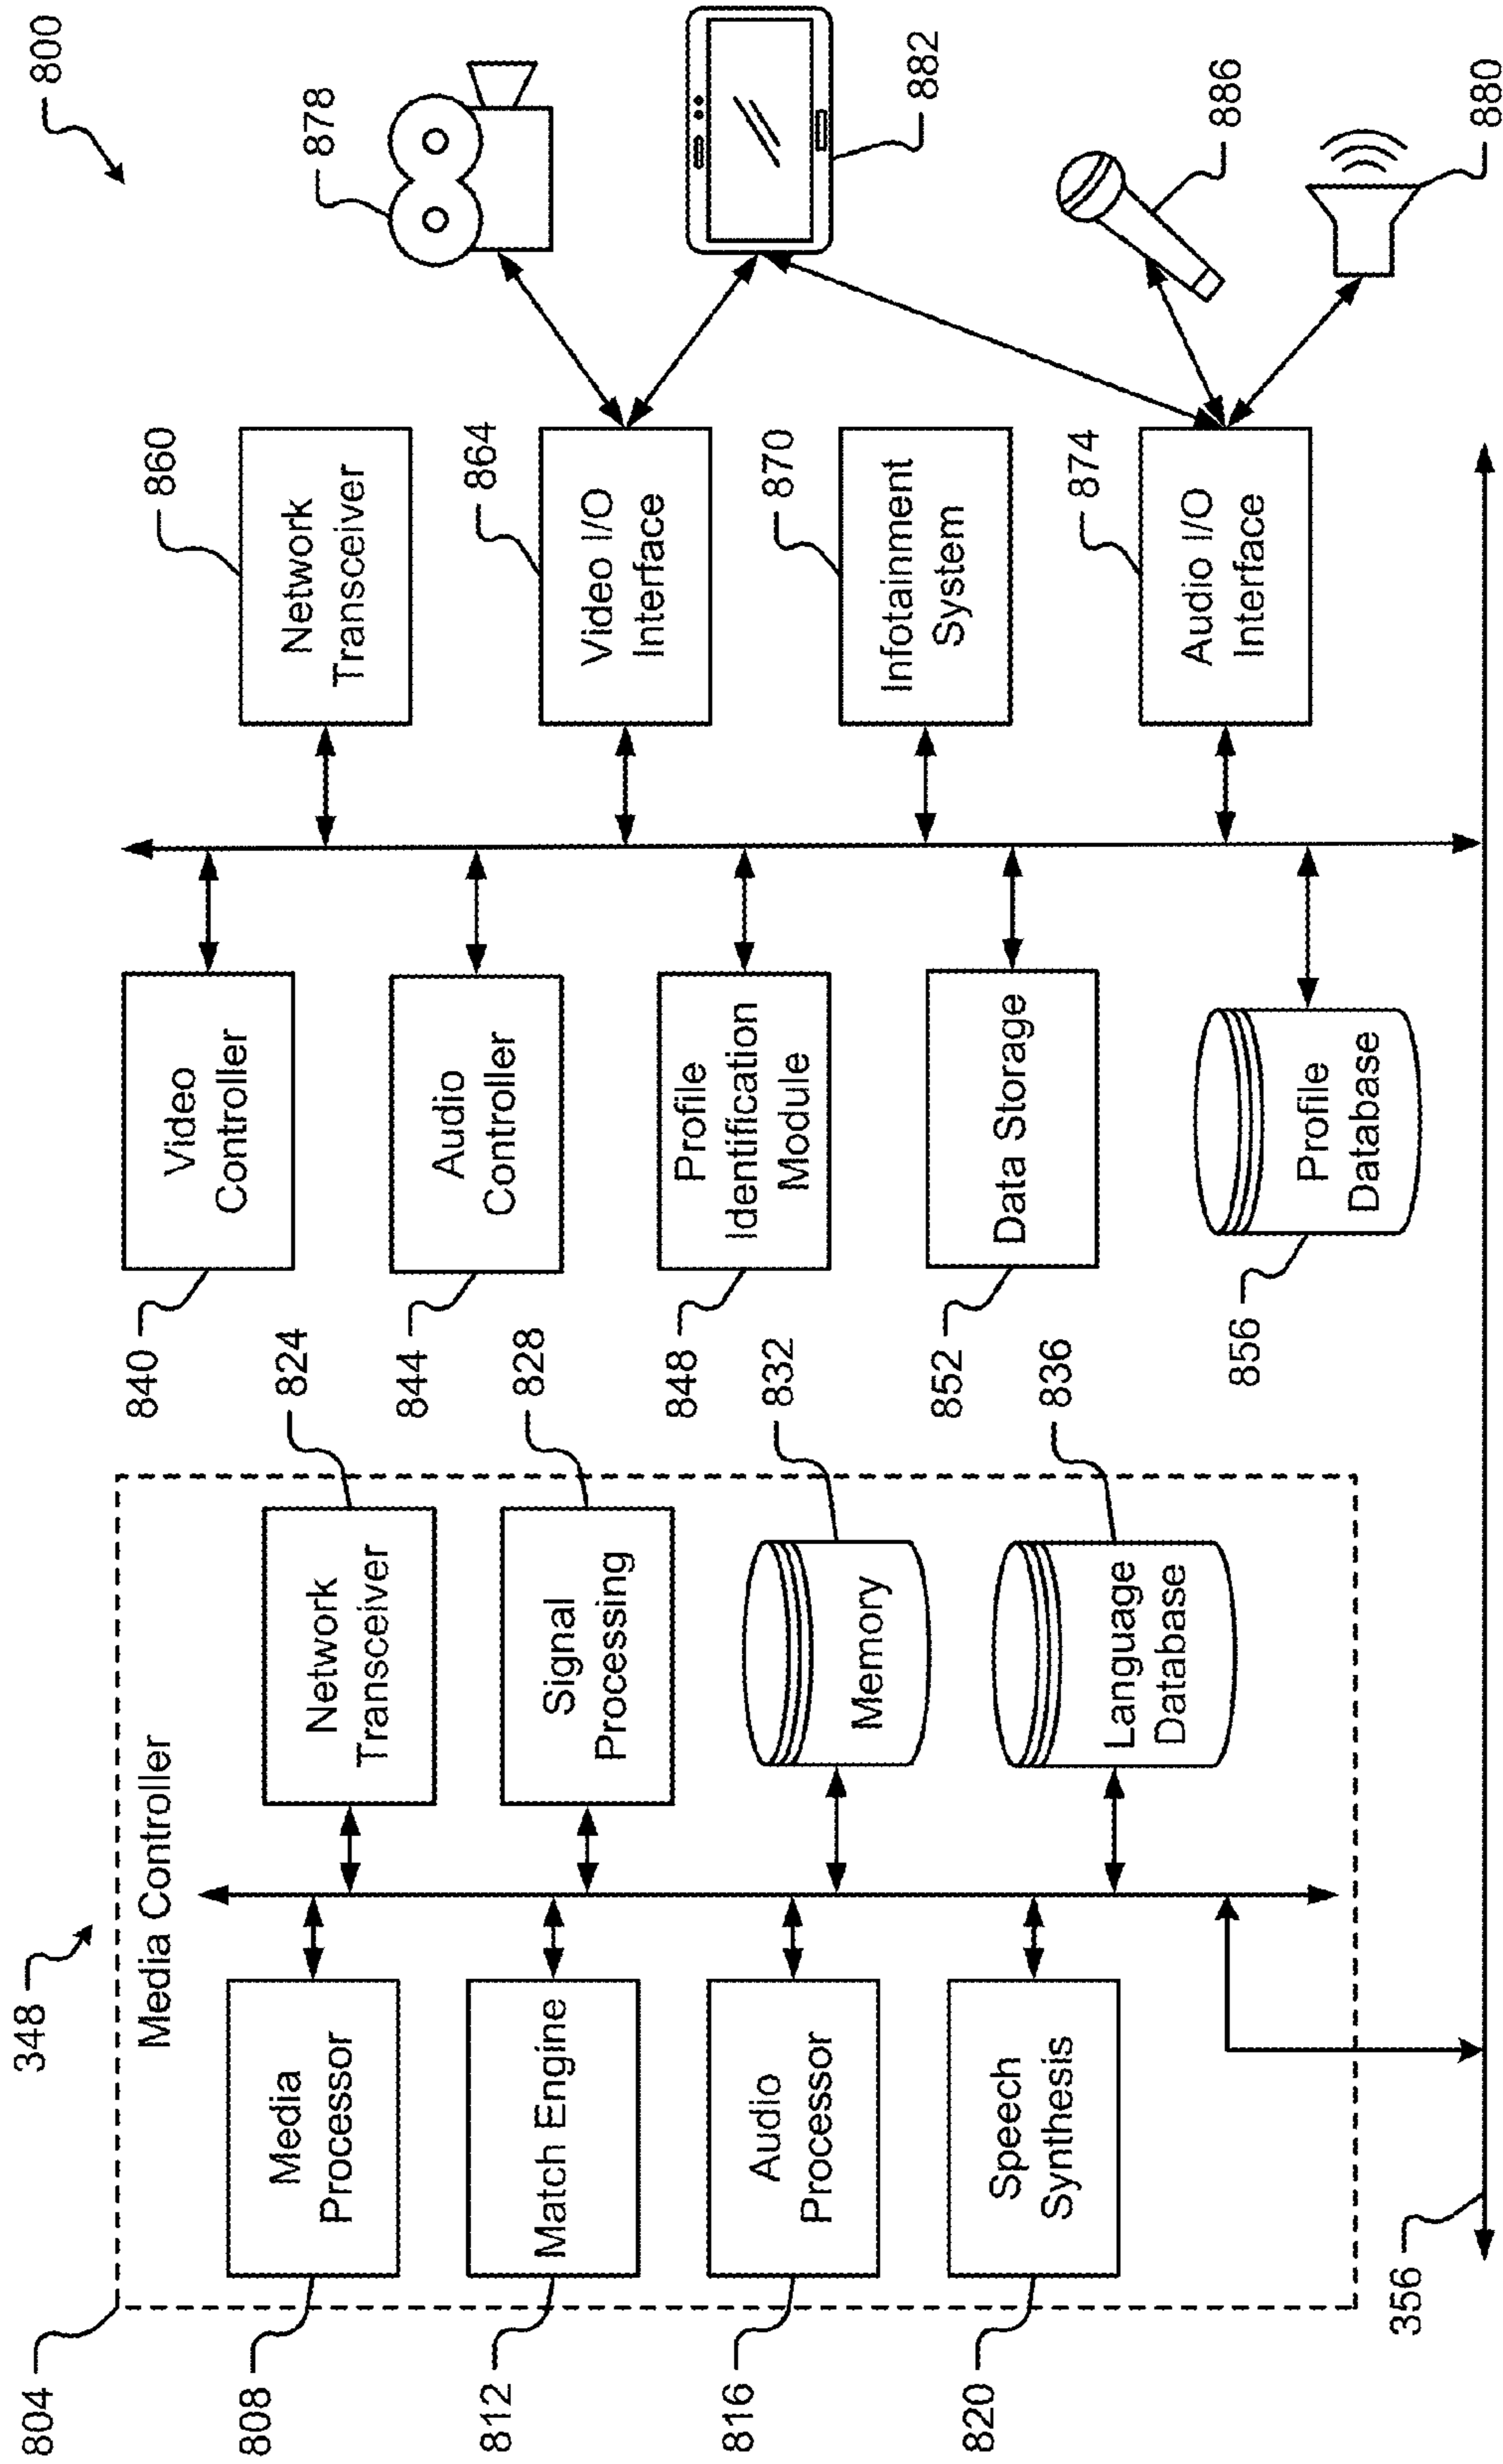 800
348
804
Media Controller
808
Media
Processor
812
Match Engine
816
Audio
Processor
820
Speech
Synthesis
824
Network
Transceiver
828
Signal
Processing
832
Memory
836
Language
Database
840
Video
Controller
844
Audio
Controller
848
Profile
Identification
Module
852
Data Storage
856
Profile
Database
860
Network
Transceiver
864
Video I/O
Interface
870
Infotainment
System
874
Audio I/O
Interface
878
882
886
880
356